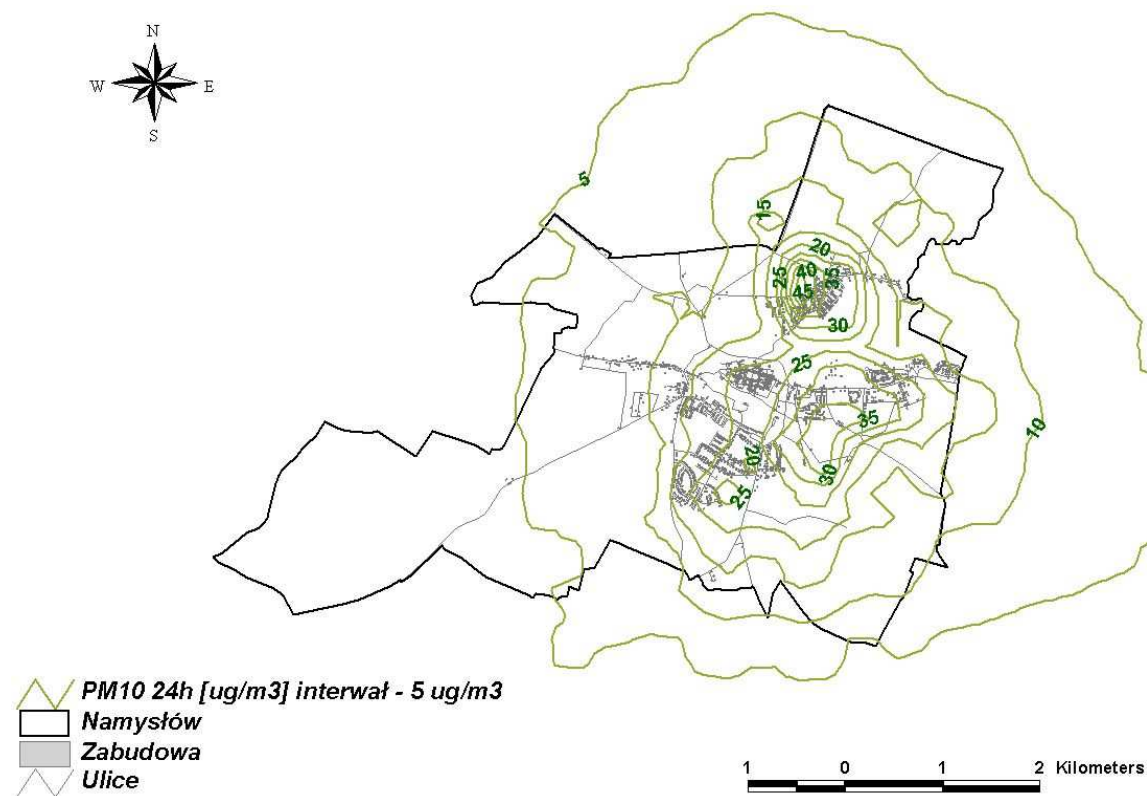 N
W E
S
5
15
20
25 40 35
45
30
25
35
10
20
30
25
PM10 24h [ug/m3] interwał - 5 ug/m3
Namysłów
Zabudowa
Ulice
1 0 1 2 Kilometers